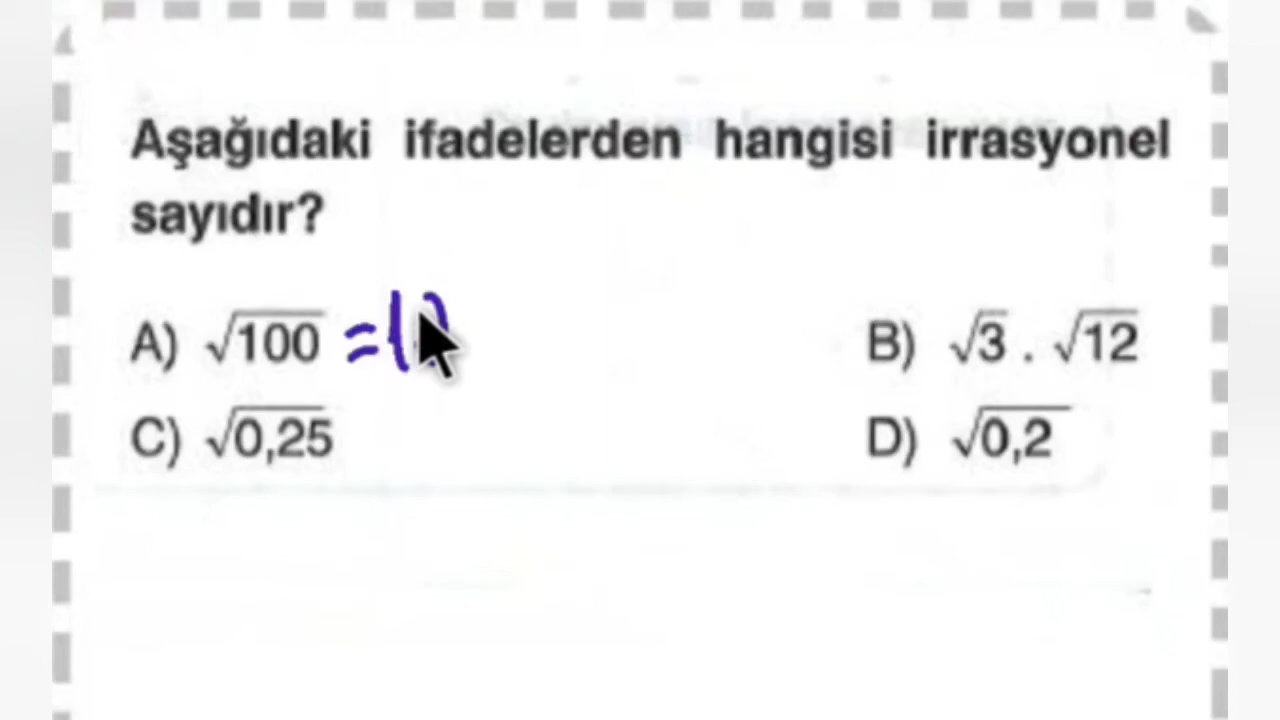 Aşağıdaki ifadelerden hangisi irrasyonel
sayıdır?
A) √100 =10 B) √3 . √12
C) √0,25 D) √0,2